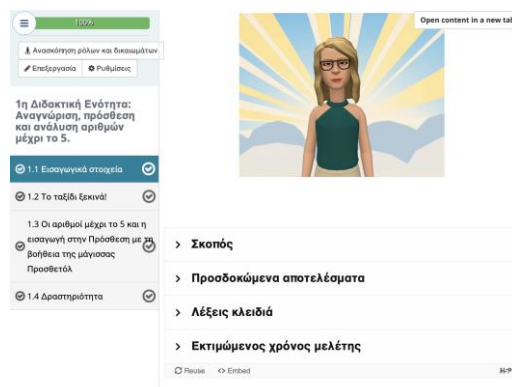 100%
Ανασκόπηση ρόλων και δικαιωμάτων
Επεξεργασία
Ρυθμίσεις
1η Διδακτική Ενότητα:
Αναγνώριση, πρόσθεση
και ανάλυση αριθμών
μέχρι το 5.
1.1 Εισαγωγικά στοιχεία
1.2 Το ταξίδι ξεκινά!
1.3 Οι αριθμοί μέχρι το 5 και η
εισαγωγή στην Πρόσθεση με τη
βοήθεια της μάγισσας
Προσθετόλ
1.4 Δραστηριότητα
Open content in a new tab
Σκοπός
Προσδοκώμενα αποτελέσματα
Λέξεις κλειδιά
Εκτιμώμενος χρόνος μελέτης
Reuse
<> Embed